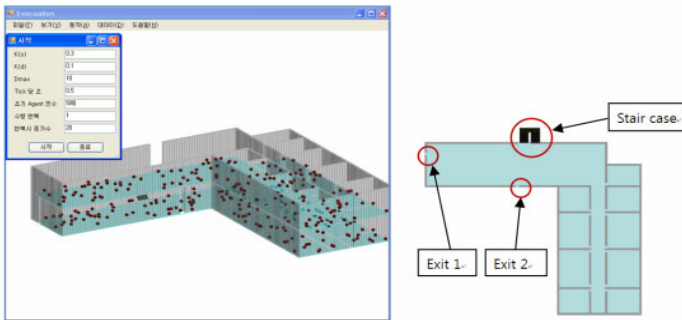 Evacuation
파일(F) 보기(V) 동작(A) 데이터(D) 도움말(H)
시작
K(s) 0.3
K(d) 0.1
Dmax 10
Tick 당 초 0.5
초기 Agent 갯수
수행 반복 1
반복시 증가수 20
시작 종료
Stair case
Exit 1
Exit 2